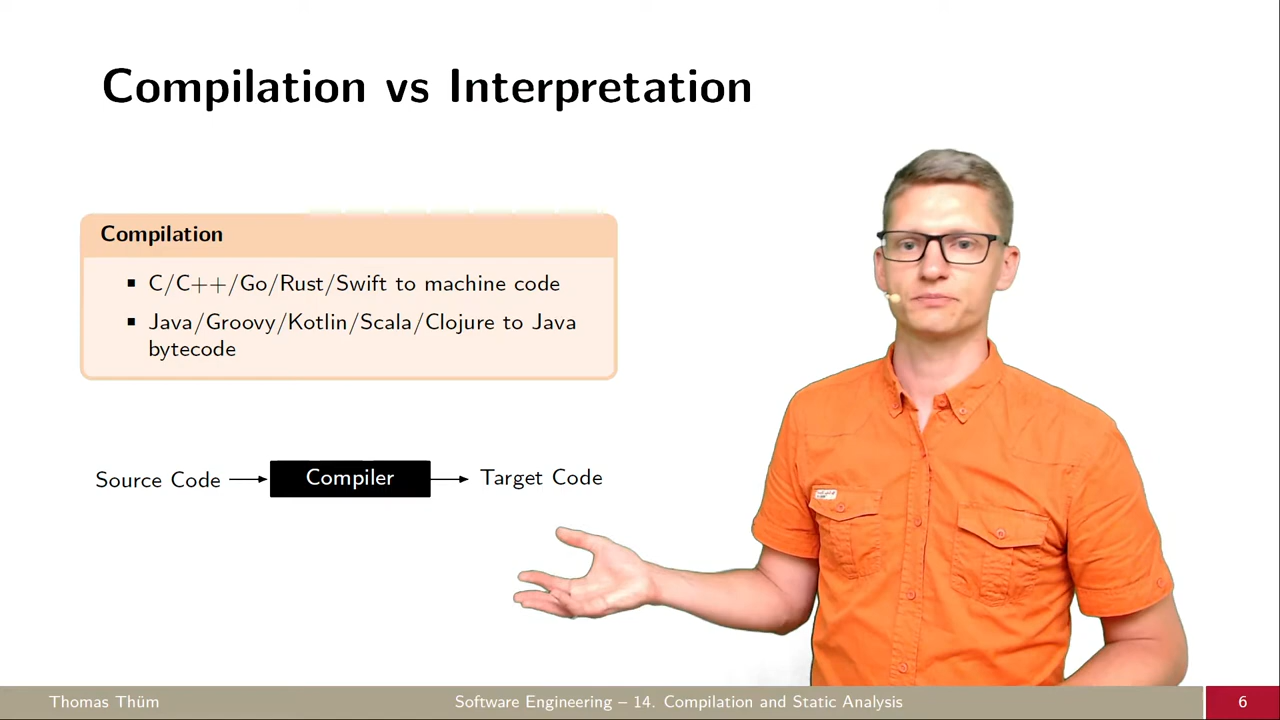 Compilation vs Interpretation
Compilation
▪ C/C++/Go/Rust/Swift to machine code
▪ Java/Groovy/Kotlin/Scala/Clojure to Java
bytecode
Source Code
Compiler
Target Code
Thomas Thüm
Software Engineering – 14. Compilation and Static Analysis
6